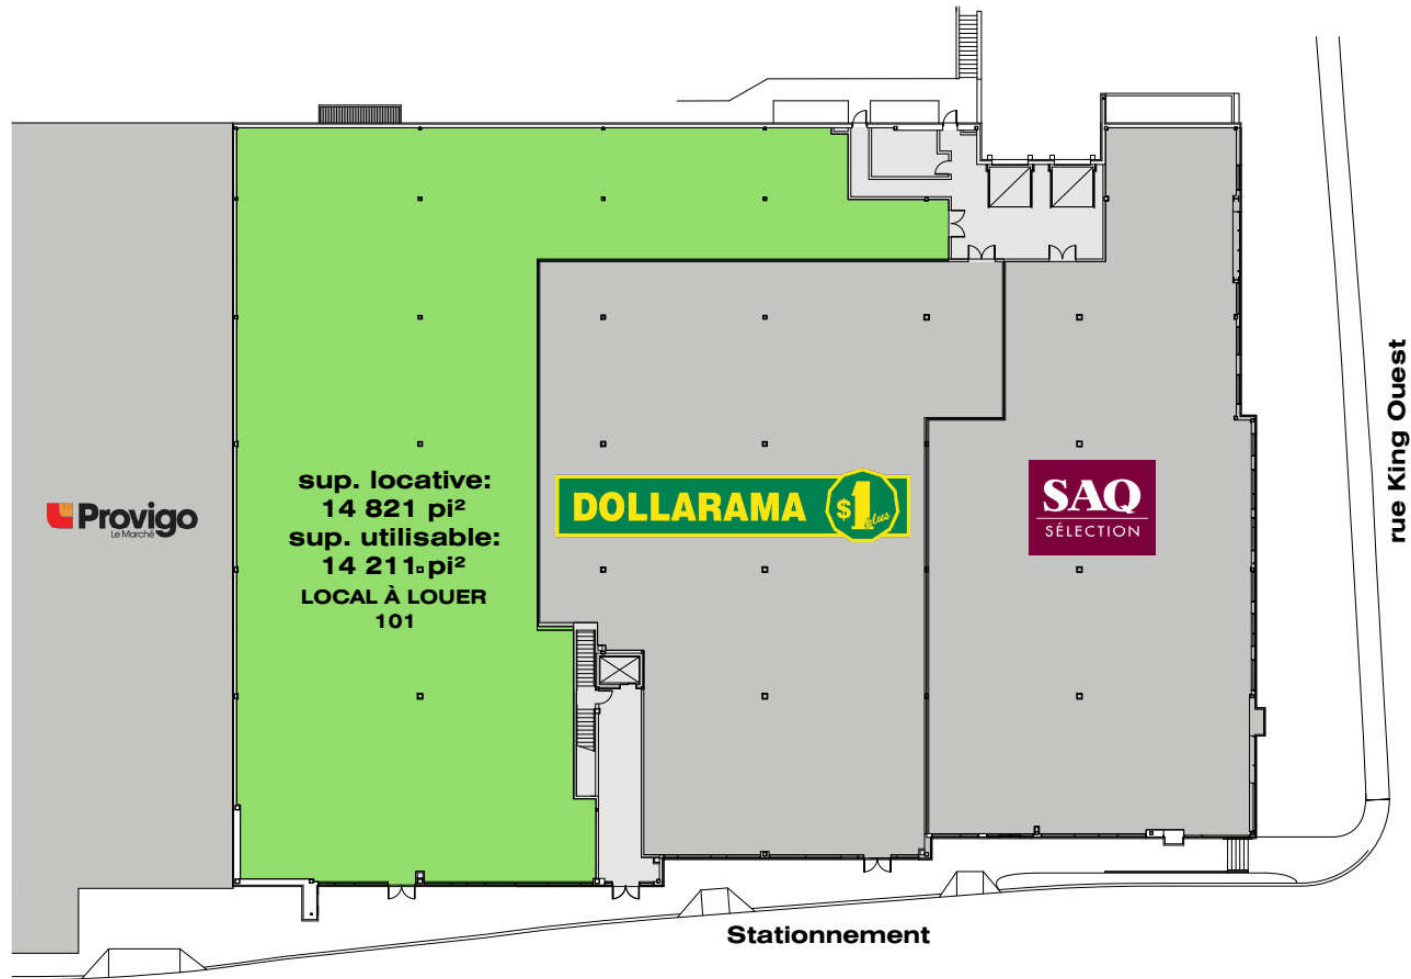 Provigo
Le Marché
sup. locative:
14 821 pi²
sup. utilisable:
14 211 pi²
LOCAL À LOUER
101
DOLLARAMA $1 plus
SAQ
SÉLECTION
rue King Ouest
Stationnement